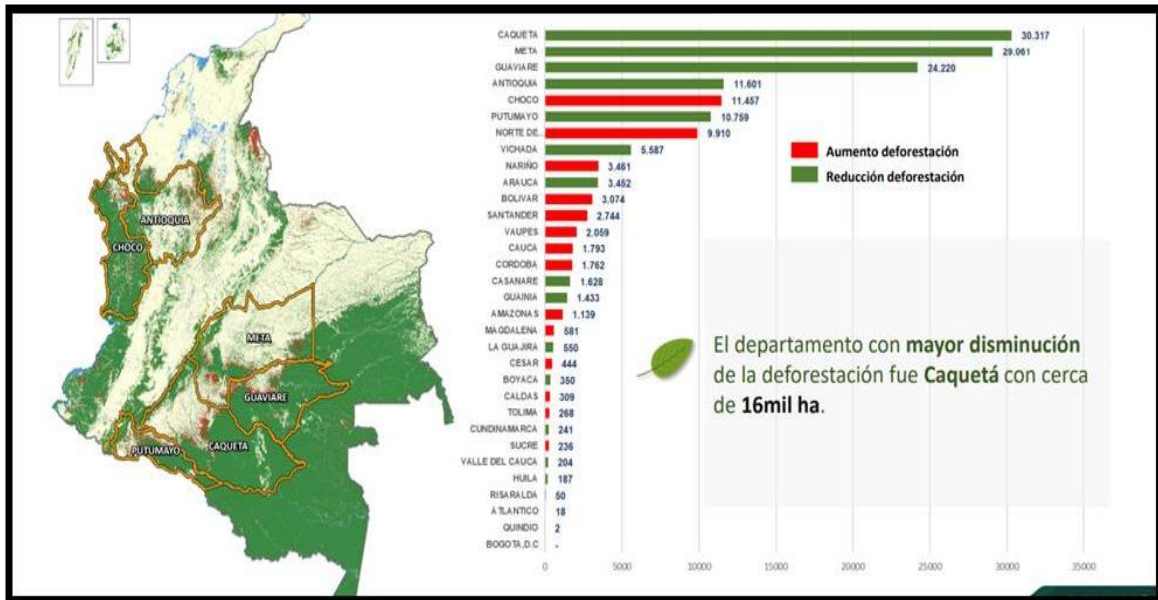 ANTIOQUIA
CHOCO
META
GUAVIARE
CAQUETA
PUTUMAYO
CAQUETA 30.317
META 29.061
GUAVIARE 24.220
ANTIOQUIA 11.601
CHOCO 11.457
PUTUMAYO 10.759
NORTE DE... 9.910
VICHADA 5.587
NARIÑO 3.461
ARAUCA 3.452
BOLIVAR 3.074
SANTANDER 2.744
VAUPES 2.059
CAUCA 1.793
CORDOBA 1.762
CASANARE 1.628
GUAINIA 1.433
AMAZONAS 1.139
MAGDALENA 581
LA GUAJIRA 550
CESAR 444
BOYACA 350
CALDAS 309
TOLIMA 268
CUNDINAMARCA 241
SUCRE 236
VALLE DEL CAUCA 204
HUILA 187
RISARALDA 50
ATLANTICO 18
QUINDIO 2
BOGOTA,D.C -
0 5000 10000 15000 20000 25000 30000 35000
Aumento deforestación
Reducción deforestación
El departamento con mayor disminución
de la deforestación fue Caquetá con cerca
de 16mil ha.